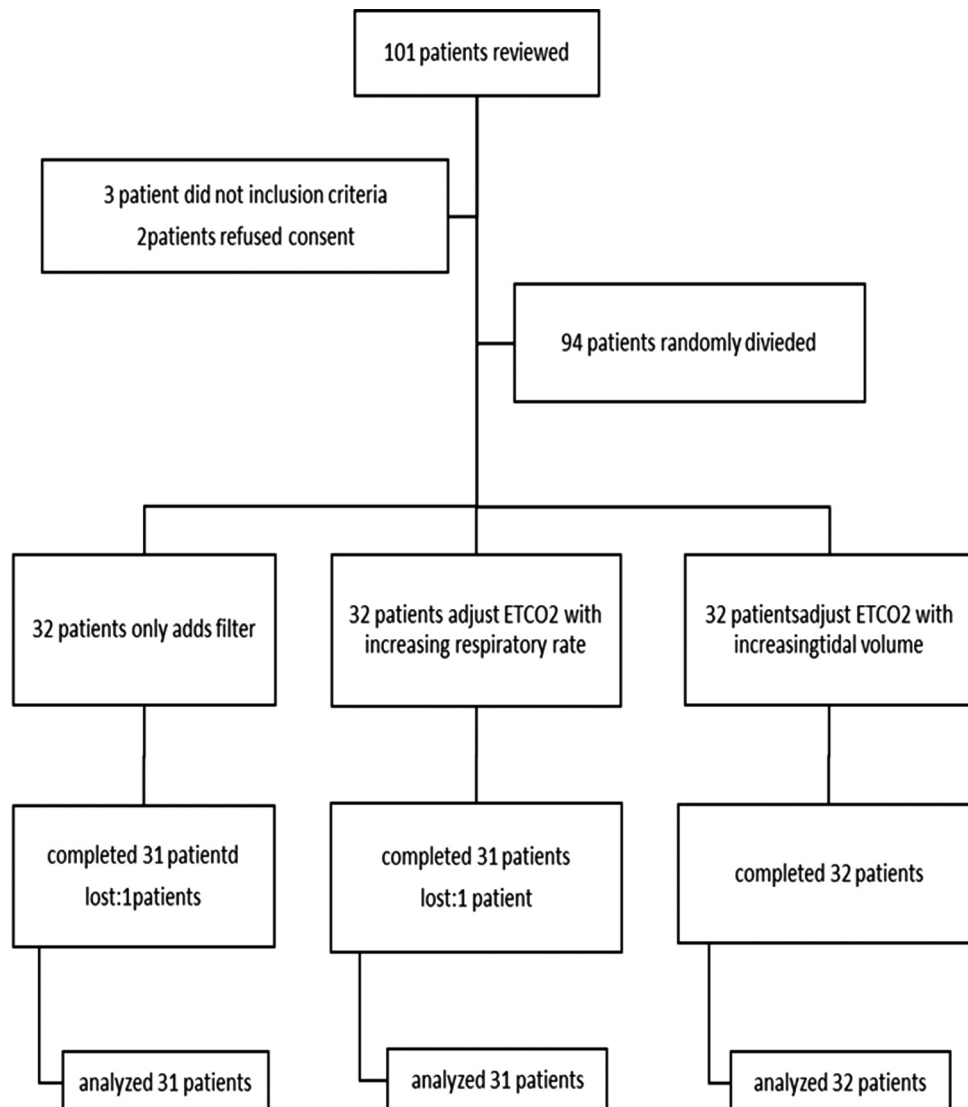 101 patients reviewed
3 patient did not inclusion criteria
2patients refused consent
94 patients randomly divieded
32 patients only adds filter
32 patients adjust ETCO2 with
increasing respiratory rate
32 patientsadjust ETCO2 with
increasingtidal volume
completed 31 patientd
lost:1patients
completed 31 patients
lost:1 patient
completed 32 patients
analyzed 31 patients
analyzed 31 patients
analyzed 32 patients